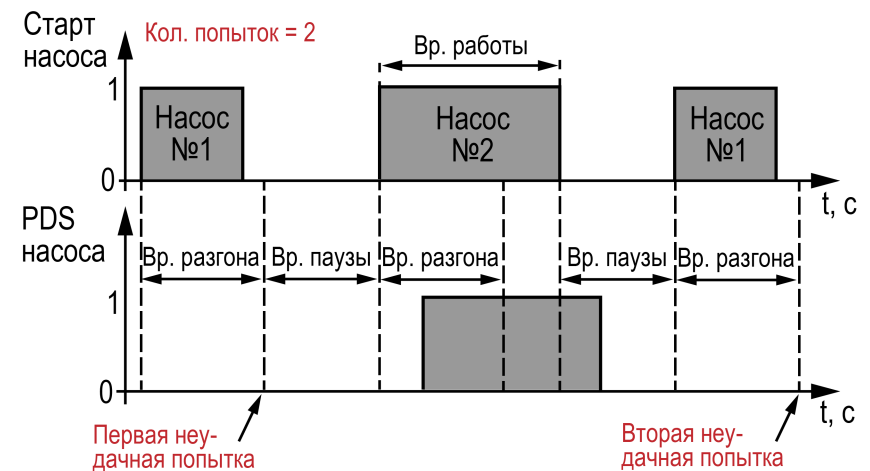 Старт
насоса
Кол. попыток = 2
Вр. работы
1
Насос
№1
Насос
№2
Насос
№1
0
t, с
PDS
насоса
Вр. разгона
Вр. паузы
Вр. разгона
Вр. паузы
Вр. разгона
1
0
t, с
Первая неу-
дачная попытка
Вторая неу-
дачная попытка